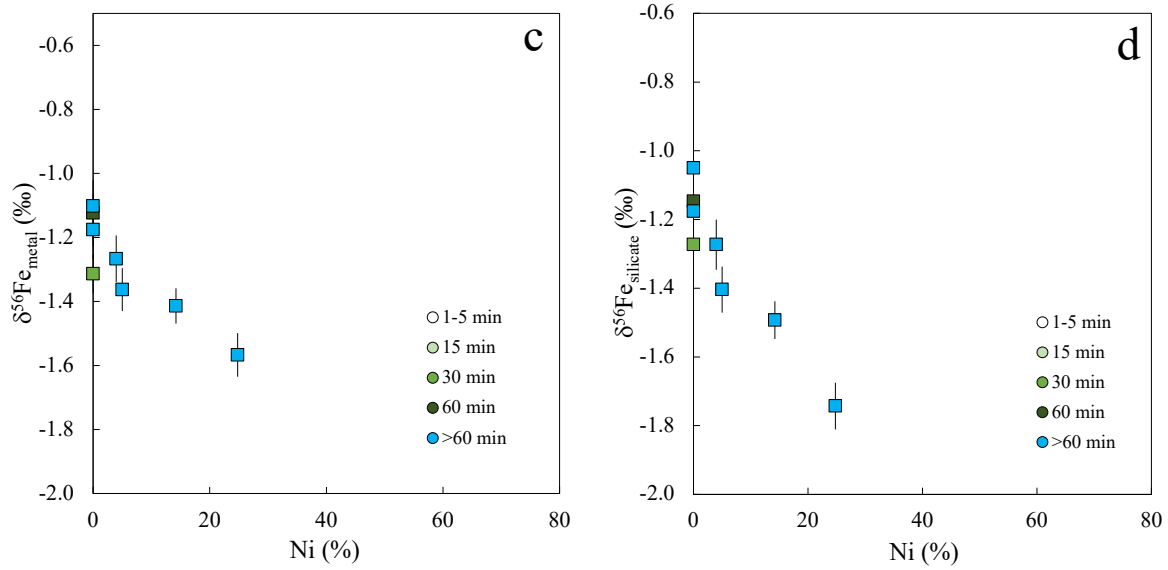 c
-0.6
-0.8
-1.0
-1.2
-1.4
-1.6
-1.8
-2.0
δ⁵⁶Fe_metal (‰)
1-5 min
15 min
30 min
60 min
>60 min
0 20 40 60 80
Ni (%)
d
-0.6
-0.8
-1.0
-1.2
-1.4
-1.6
-1.8
-2.0
δ⁵⁶Fe_silicate (‰)
1-5 min
15 min
30 min
60 min
>60 min
0 20 40 60 80
Ni (%)